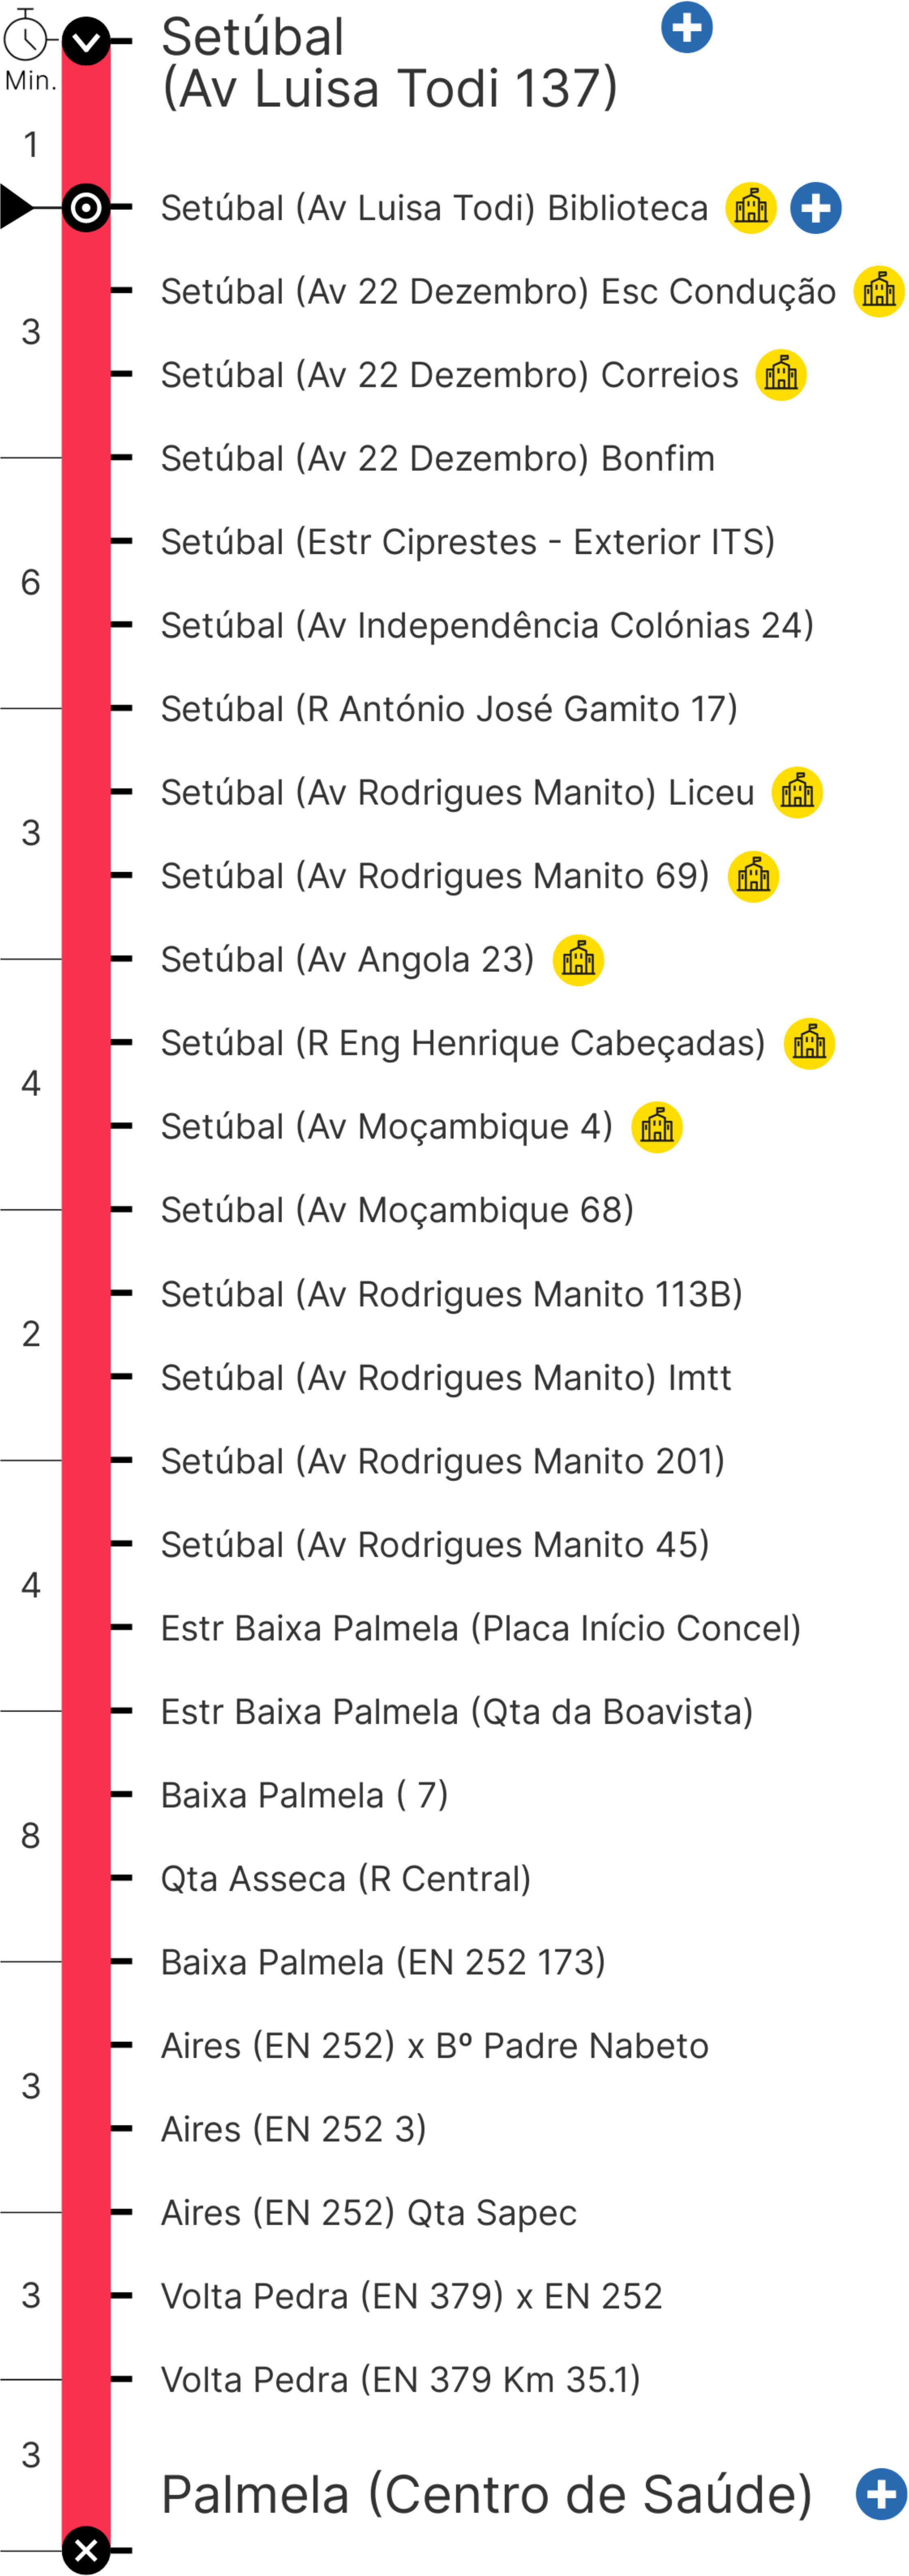 Setúbal
(Av Luisa Todi 137)
Min.
1
Setúbal (Av Luisa Todi) Biblioteca
Setúbal (Av 22 Dezembro) Esc Condução
3
Setúbal (Av 22 Dezembro) Correios
Setúbal (Av 22 Dezembro) Bonfim
Setúbal (Estr Ciprestes - Exterior ITS)
6
Setúbal (Av Independência Colónias 24)
Setúbal (R António José Gamito 17)
Setúbal (Av Rodrigues Manito) Liceu
3
Setúbal (Av Rodrigues Manito 69)
Setúbal (Av Angola 23)
Setúbal (R Eng Henrique Cabeçadas)
4
Setúbal (Av Moçambique 4)
Setúbal (Av Moçambique 68)
Setúbal (Av Rodrigues Manito 113B)
2
Setúbal (Av Rodrigues Manito) Imtt
Setúbal (Av Rodrigues Manito 201)
Setúbal (Av Rodrigues Manito 45)
4
Estr Baixa Palmela (Placa Início Concel)
Estr Baixa Palmela (Qta da Boavista)
Baixa Palmela ( 7)
8
Qta Asseca (R Central)
Baixa Palmela (EN 252 173)
Aires (EN 252) x Bº Padre Nabeto
3
Aires (EN 252 3)
Aires (EN 252) Qta Sapec
3
Volta Pedra (EN 379) x EN 252
Volta Pedra (EN 379 Km 35.1)
3
Palmela (Centro de Saúde)